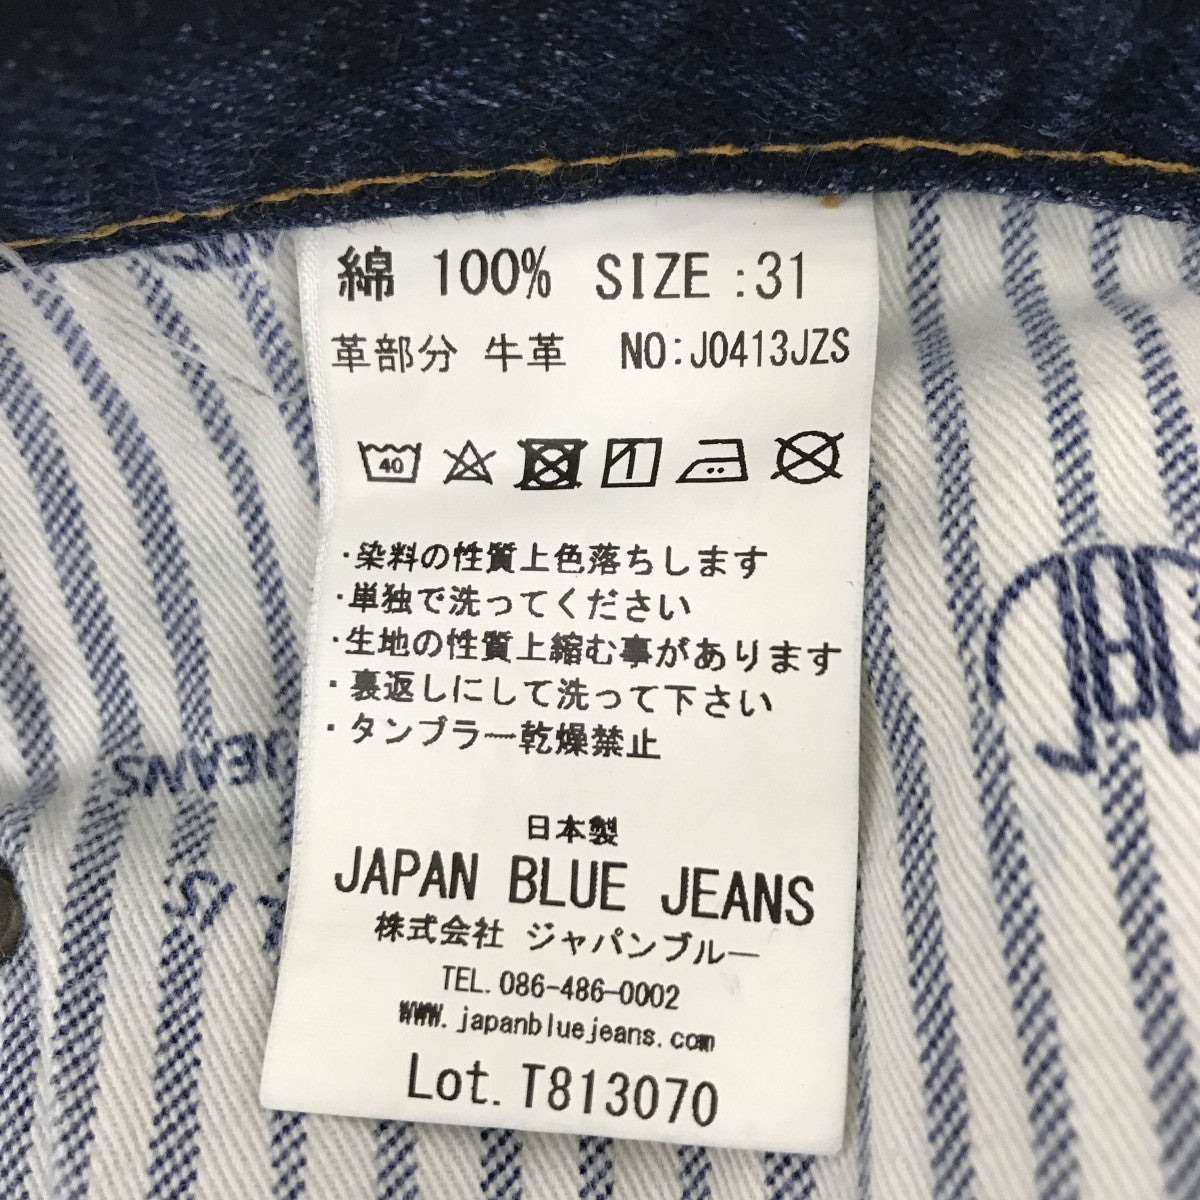 綿 100% SIZE :31
革部分 牛革 NO:J0413JZS
40
・染料の性質上色落ちします
・単独で洗ってください
・生地の性質上縮む事があります
・裏返しにして洗って下さい
・タンブラー乾燥禁止
日本製
JAPAN BLUE JEANS
株式会社 ジャパンブルー
TEL.086-486-0002
www.japanbluejeans.com
Lot.T813070
JEANS